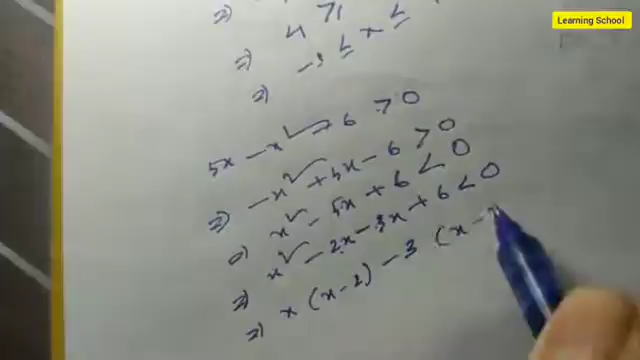 Learning School
⇒) -3 ≤ x ≤
⇒)
5x - x² - 6 > 0
⇒) -x² + 5x - 6 > 0
⇒) x² - 5x + 6 < 0
⇒) x² - 2x - 3x + 6 < 0
⇒) x (x - 2) - 3 (x -